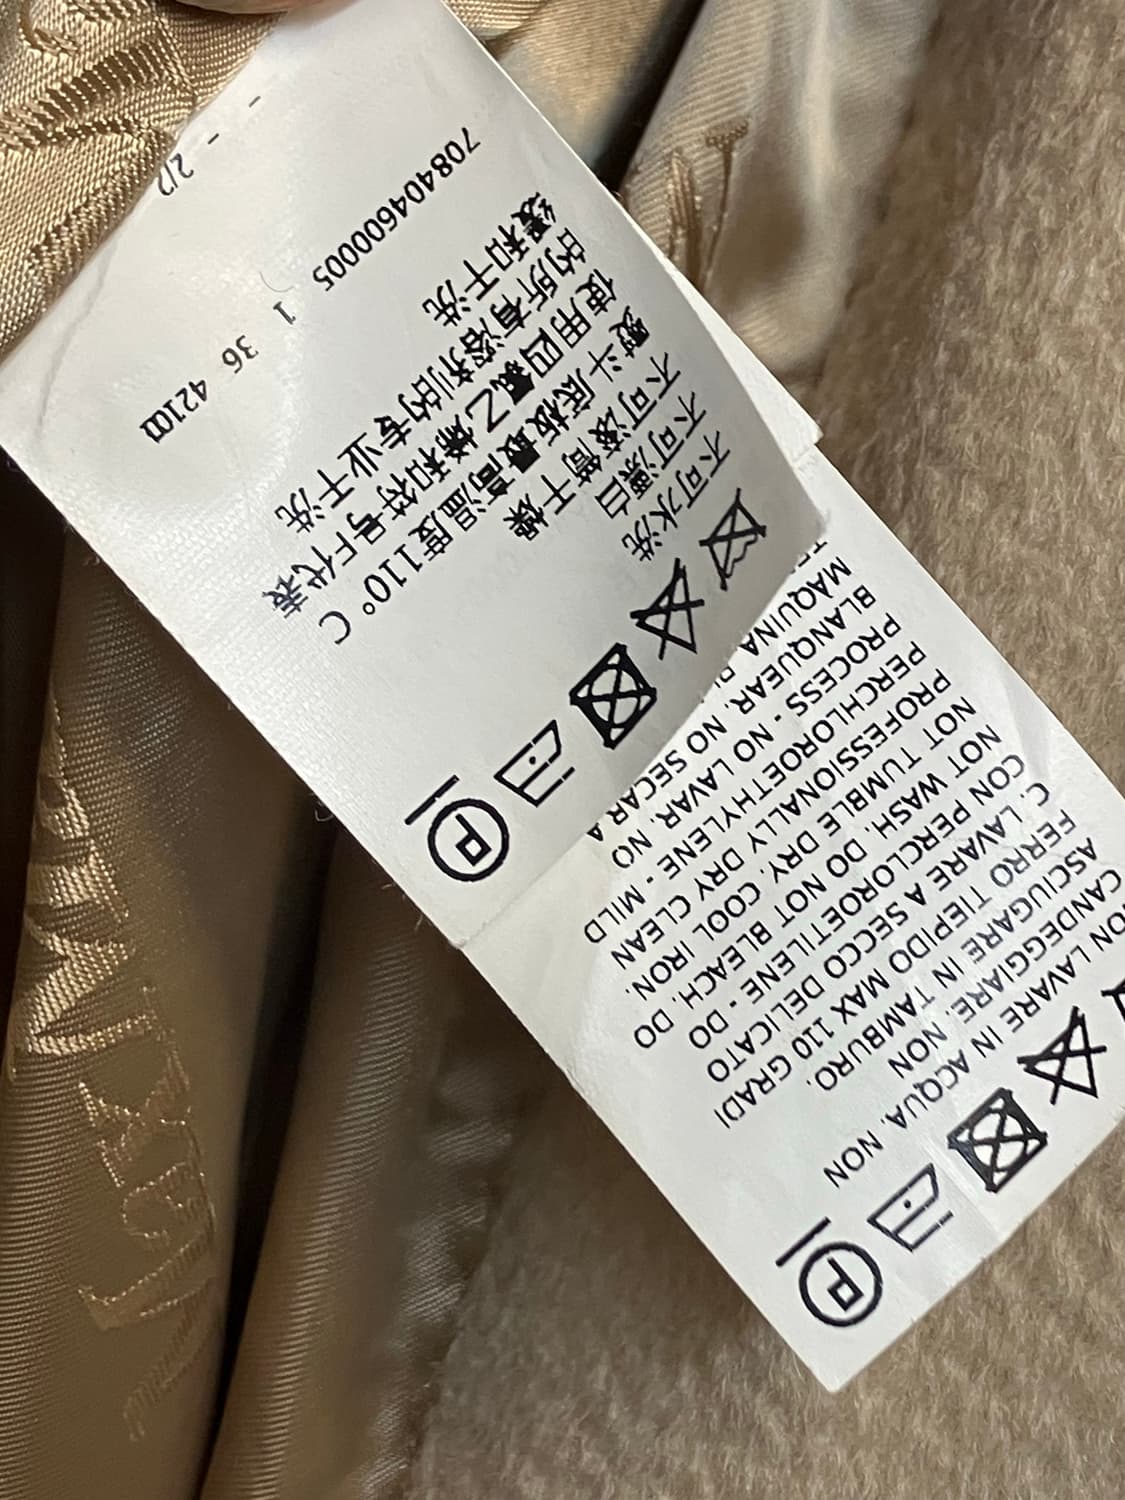 不可水洗
不可漂白
不可滚筒干燥
熨斗底板最高温度110° C
使用四氯乙烯和符号F代表
的所有溶剂的专业干洗
缓和干洗
708404600005
1 36 421
2/2
P
LAVARE IN ACQUA. NON
CANDEGGIARE. NON
ASCIUGARE IN TAMBURO.
FERRO TIEPIDO MAX 110 GRADI
C. LAVARE A SECCO DELICATO
CON PERCLOROETILENE - DO
NOT WASH. DO NOT BLEACH. DO
NOT TUMBLE DRY. COOL IRON.
PROFESSIONALLY DRY CLEAN
PERCHLOROETHYLENE - MILD
PROCESS - NO LAVAR. NO
BLANQUEAR. NO SECAR A
MAQUINA
P